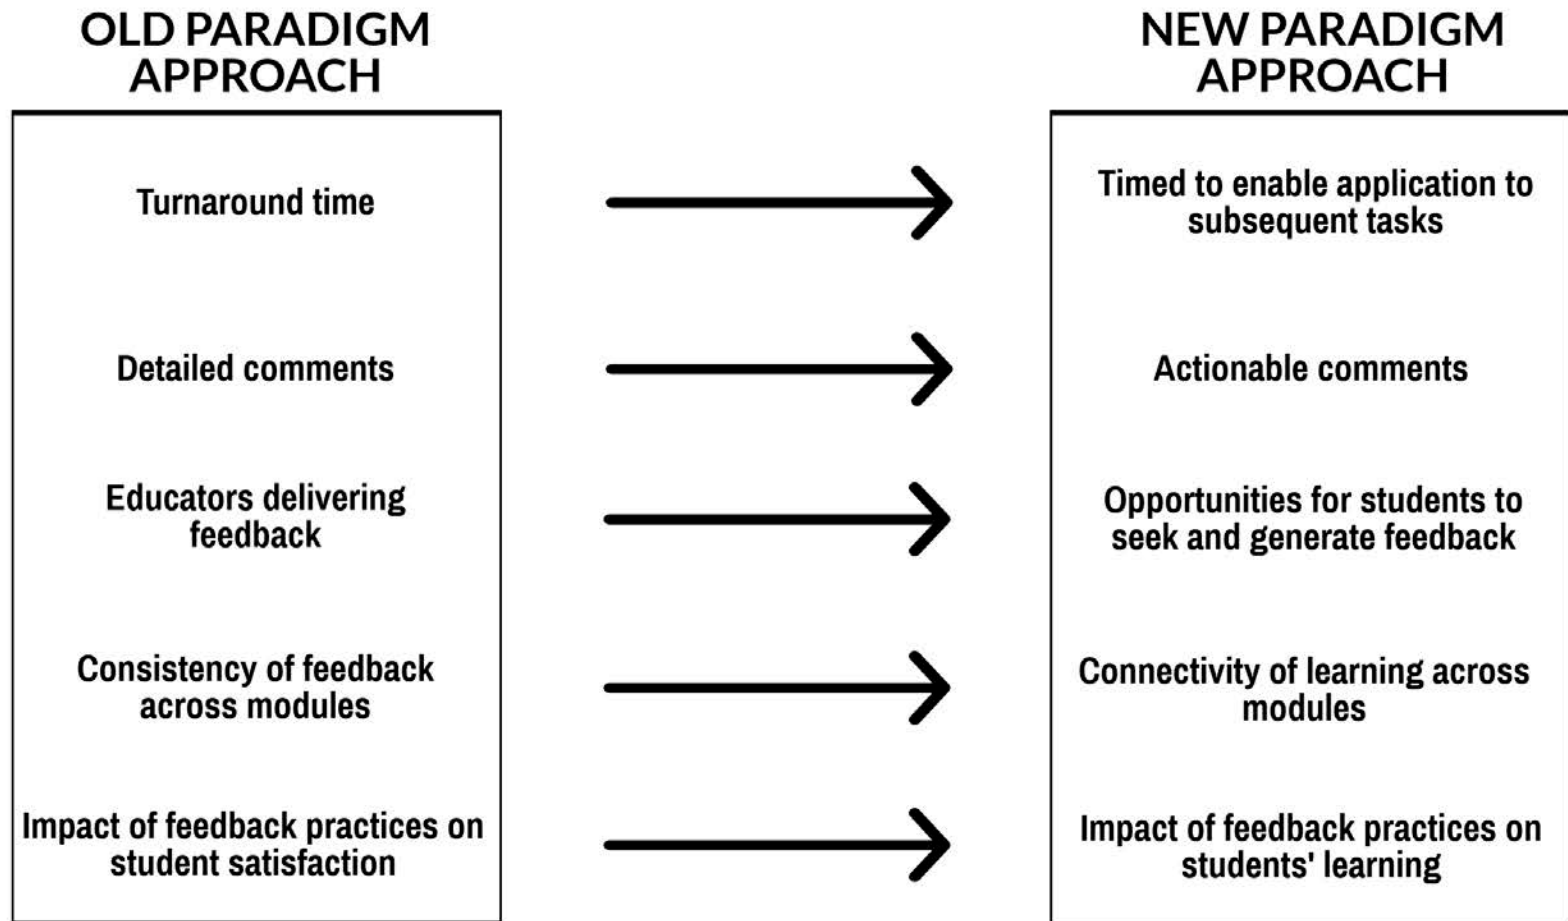 OLD PARADIGM
APPROACH
NEW PARADIGM
APPROACH
Turnaround time
Timed to enable application to
subsequent tasks
Detailed comments
Actionable comments
Educators delivering
feedback
Opportunities for students to
seek and generate feedback
Consistency of feedback
across modules
Connectivity of learning across
modules
Impact of feedback practices on
student satisfaction
Impact of feedback practices on
students' learning